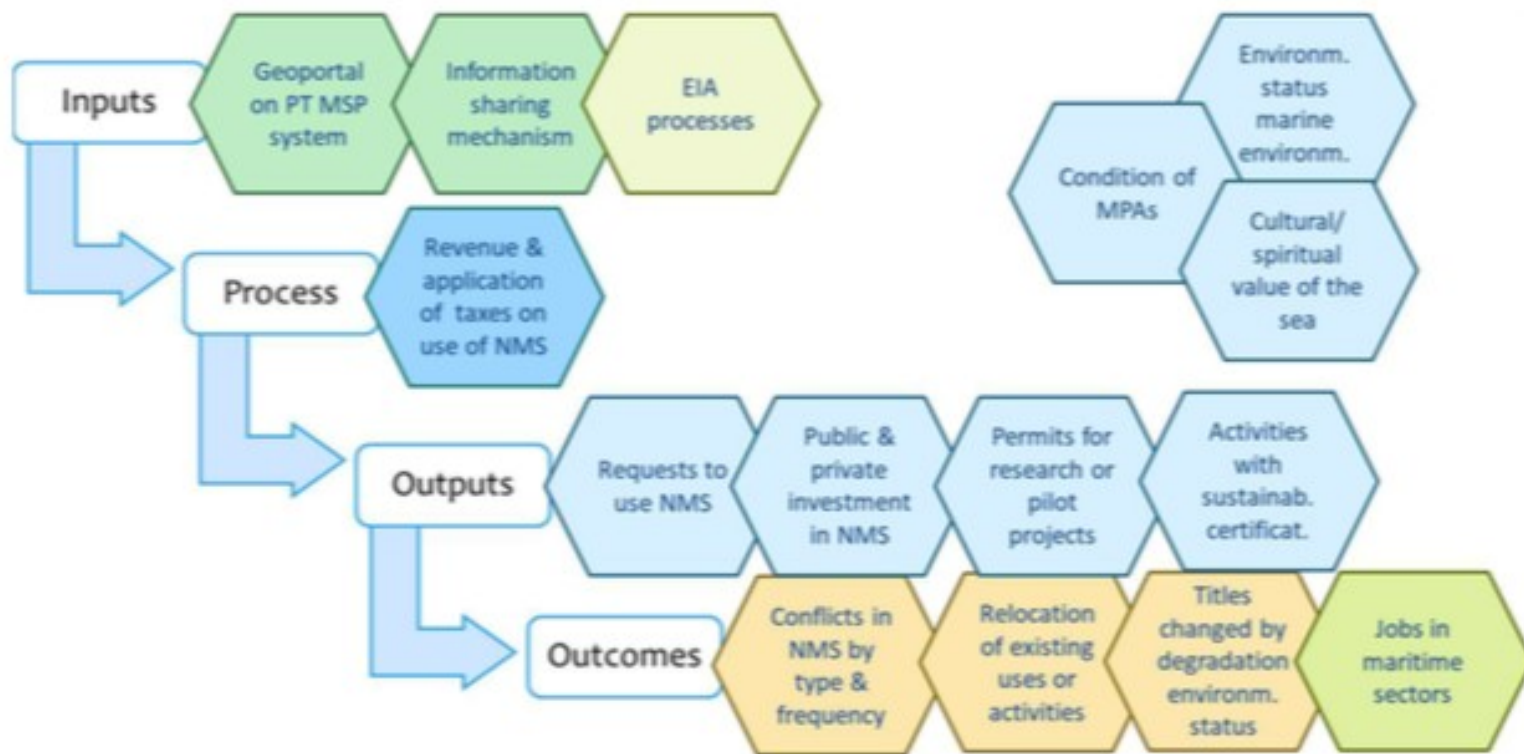 Inputs
Geoportal
on PT MSP
system
Information
sharing
mechanism
EIA
processes
Environm.
status
marine
environm.
Condition of
MPAs
Cultural/
spiritual
value of the
sea
Process
Revenue &
application
of taxes on
use of NMS
Outputs
Requests to
use NMS
Public &
private
investment
in NMS
Permits for
research or
pilot
projects
Activities
with
sustainab.
certificat.
Outcomes
Conflicts in
NMS by
type &
frequency
Relocation
of existing
uses or
activities
Titles
changed by
degradation
environm.
status
Jobs in
maritime
sectors